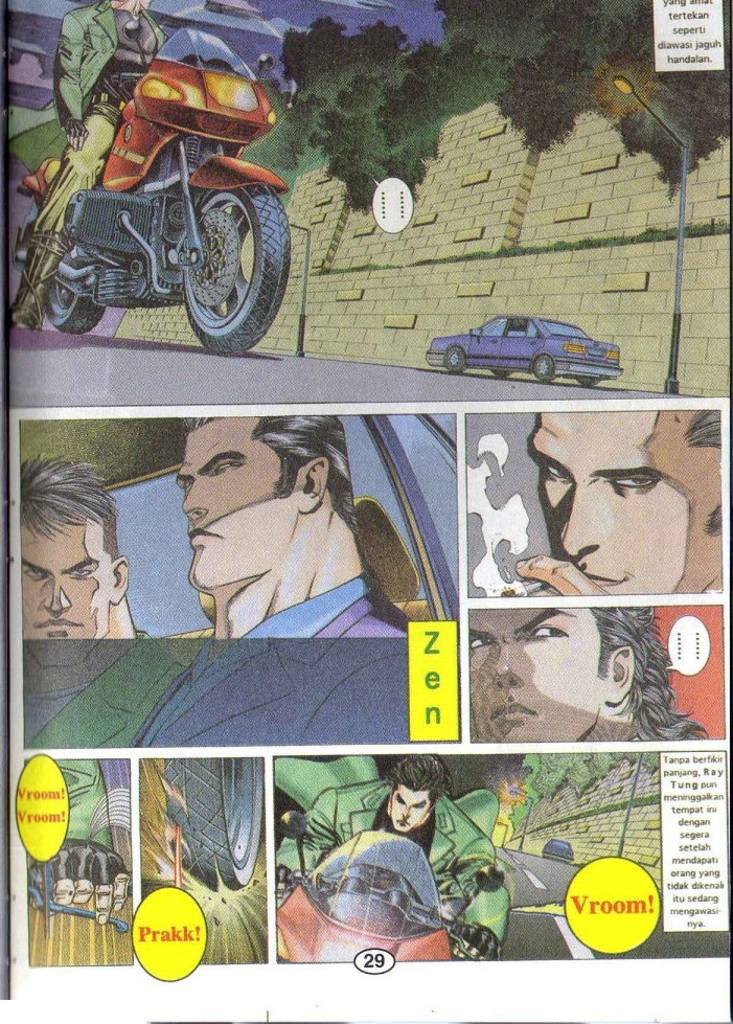 yang amat
tertekan
seperti
diawasi jaguh
handalan.
Z
e
n
Vroom!
Vroom!
Prakk!
Vroom!
Tanpa berfikir
panjang, Ray
Tung pun
meninggalkan
tempat ini
dengan
segera
setelah
mendapati
orang yang
tidak dikenali
itu sedang
mengawasi-
nya.
29